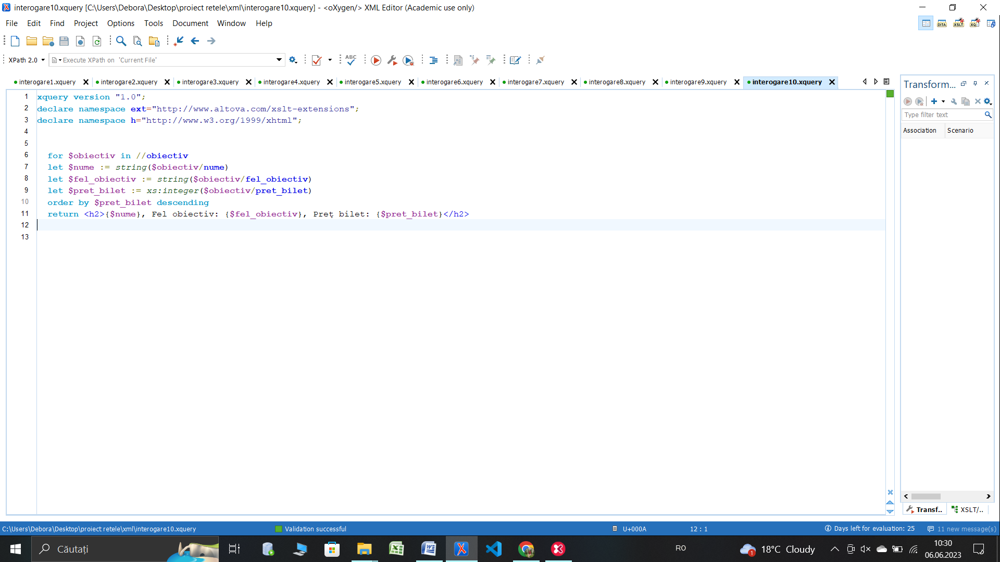 interogare10.xquery [C:\Users\Debora\Desktop\proiect retele\xml\interogare10.xquery] - <oXygen/> XML Editor (Academic use only)
File Edit Find Project Options Tools Document Window Help
DITA XSLT XQ
XPath 2.0 Execute XPath on 'Current File' ABC
interogare1.xquery interogare2.xquery interogare3.xquery interogare4.xquery interogare5.xquery interogare6.xquery interogare7.xquery interogare8.xquery interogare9.xquery interogare10.xquery
Transform...
Type filter text
Association Scenario
1 xquery version "1.0";
2 declare namespace ext="http://www.altova.com/xslt-extensions";
3 declare namespace h="http://www.w3.org/1999/xhtml";
4
5
6 for $obiectiv in //obiectiv
7 let $nume := string($obiectiv/nume)
8 let $fel_obiectiv := string($obiectiv/fel_obiectiv)
9 let $pret_bilet := xs:integer($obiectiv/pret_bilet)
10 order by $pret_bilet descending
11 return <h2>{$nume}, Fel obiectiv: {$fel_obiectiv}, Preț bilet: {$pret_bilet}</h2>
12
13
Transf.. XSLT/..
C:\Users\Debora\Desktop\proiect retele\xml\interogare10.xquery Validation successful U+000A 12 : 1 Days left for evaluation: 25 11 new message(s)
Căutați RO 1 18°C Cloudy 10:30
06.06.2023